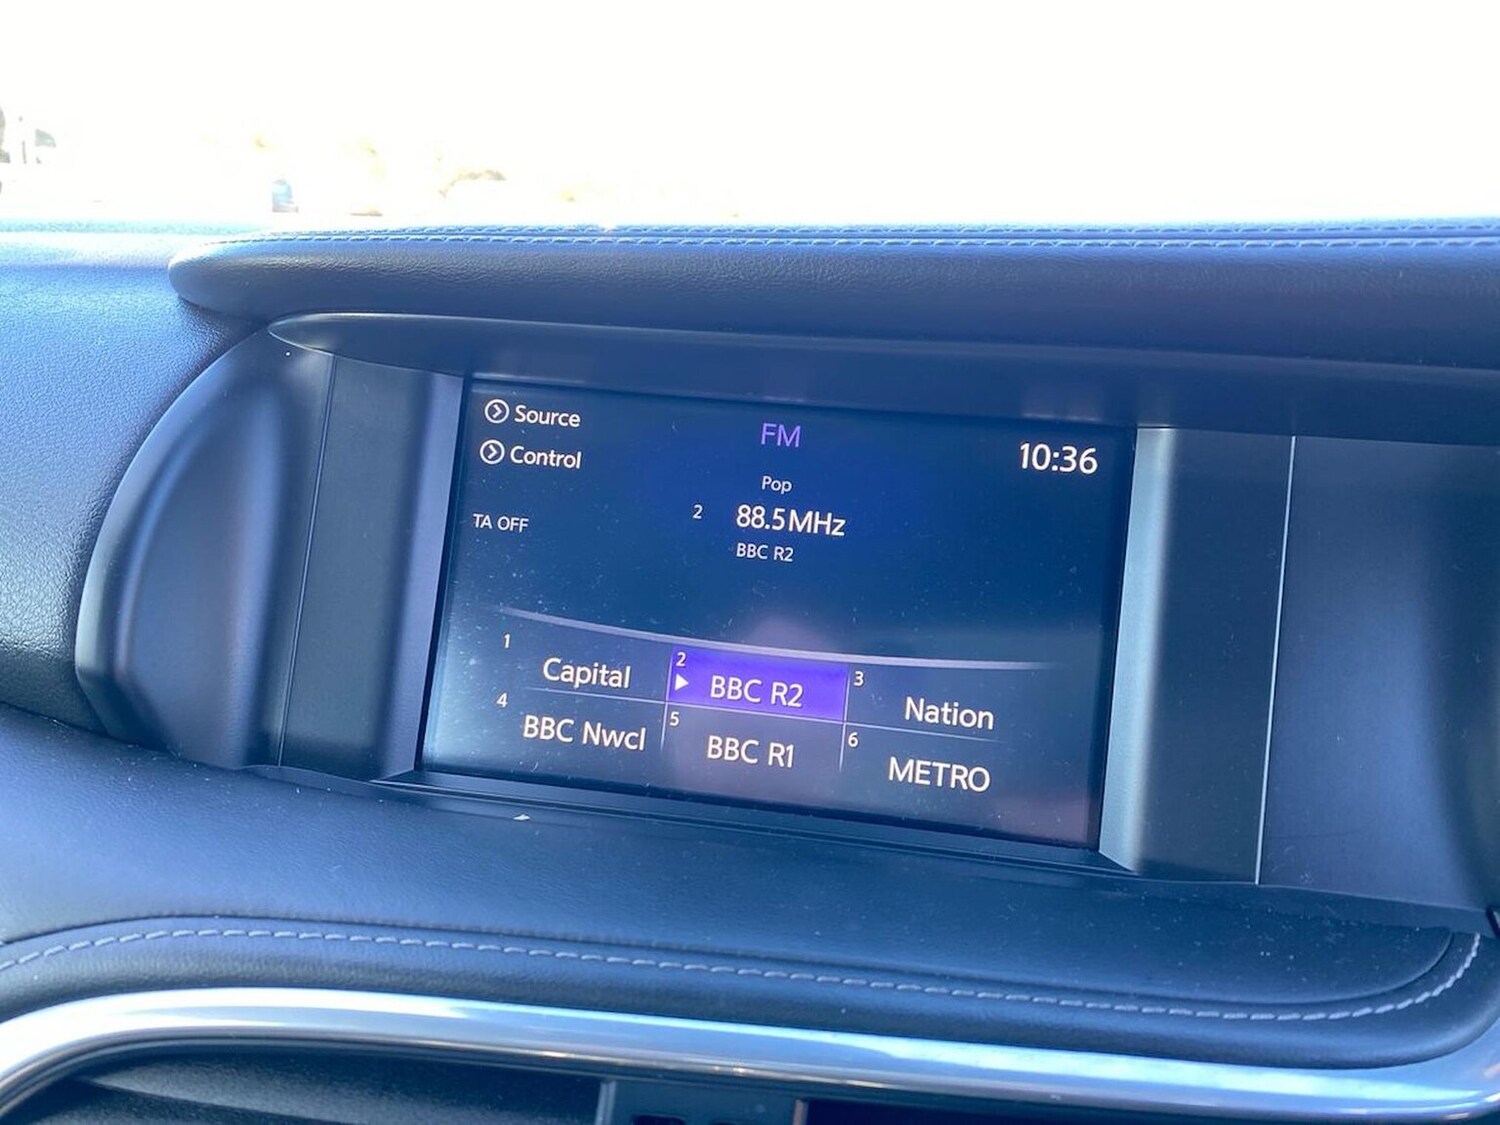 Source
Control
FM
10:36
Pop
TA OFF
2 88.5MHz
BBC R2
1 Capital
2 BBC R2
3 Nation
4 BBC Nwcl
5 BBC R1
6 METRO